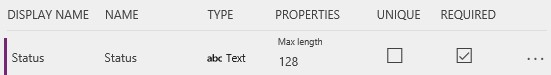 DISPLAY NAME NAME TYPE PROPERTIES UNIQUE REQUIRED
Max length
Status Status abc Text 128 ...